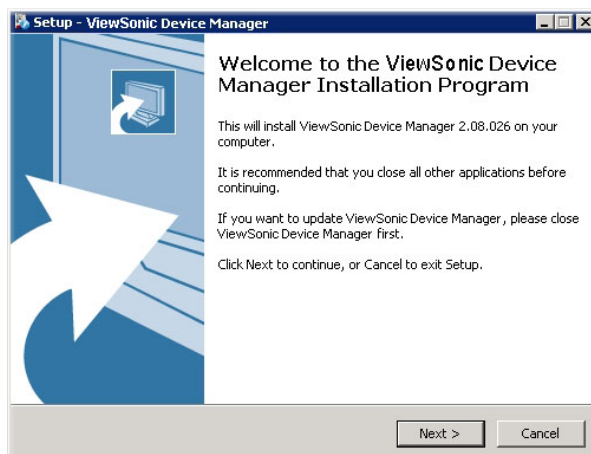 Setup - ViewSonic Device Manager
Welcome to the ViewSonic Device
Manager Installation Program
This will install ViewSonic Device Manager 2.08.026 on your
computer.
It is recommended that you close all other applications before
continuing.
If you want to update ViewSonic Device Manager, please close
ViewSonic Device Manager first.
Click Next to continue, or Cancel to exit Setup.
Next >
Cancel